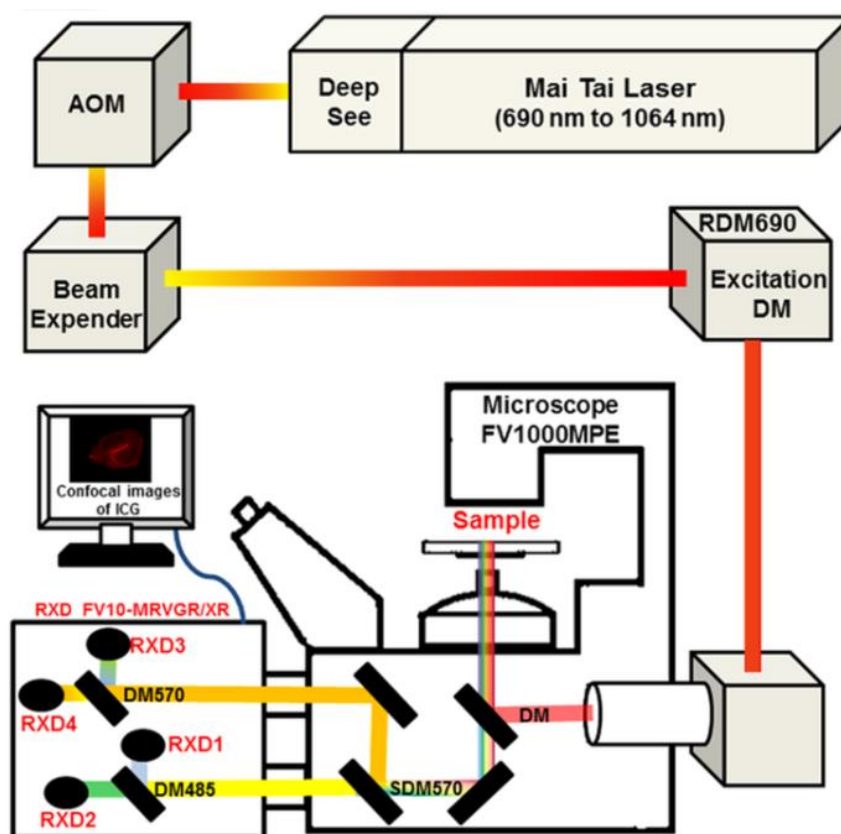 AOM
Deep
See
Mai Tai Laser
(690 nm to 1064 nm)
Beam
Expender
RDM690
Excitation
DM
Microscope
FV1000MPE
Confocal images
of ICG
Sample
RXD FV10-MRVGR/XR
RXD3
DM570
RXD4
RXD1
DM485
RXD2
DM
SDM570